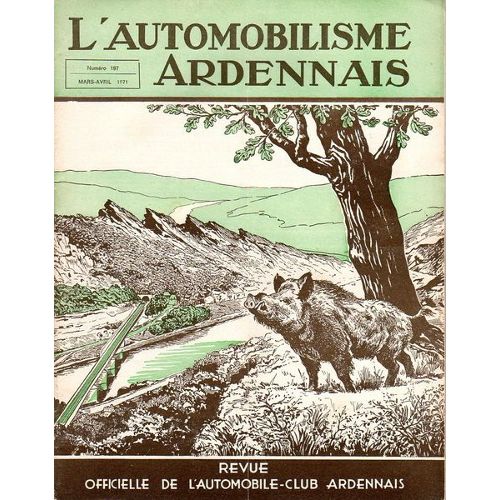 L'AUTOMOBILISME
ARDENNAIS
Numéro 197
MARS-AVRIL 1971
REVUE
OFFICIELLE DE L'AUTOMOBILE-CLUB ARDENNAIS